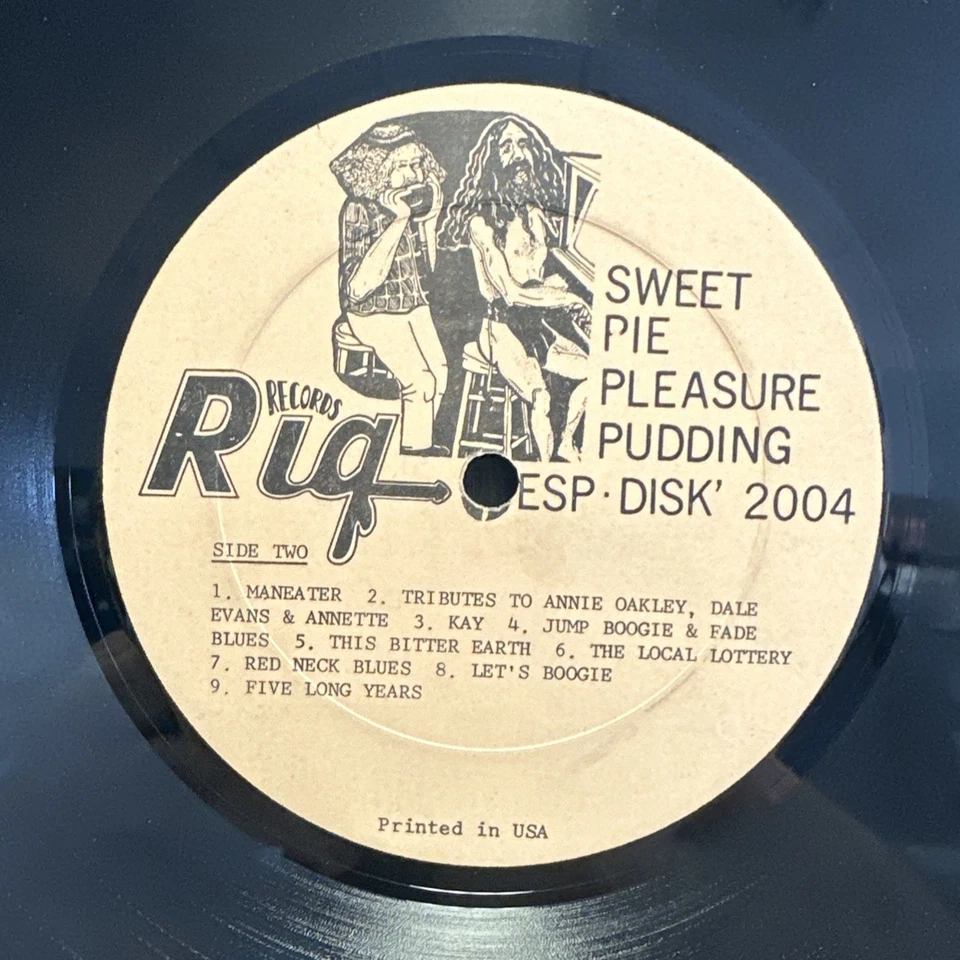 SWEET
PIE
PLEASURE
PUDDING
RECORDS
Rig
ESP·DISK' 2004
SIDE TWO
1. MANEATER 2. TRIBUTES TO ANNIE OAKLEY, DALE
EVANS & ANNETTE 3. KAY 4. JUMP BOOGIE & FADE
BLUES 5. THIS BITTER EARTH 6. THE LOCAL LOTTERY
7. RED NECK BLUES 8. LET'S BOOGIE
9. FIVE LONG YEARS
Printed in USA